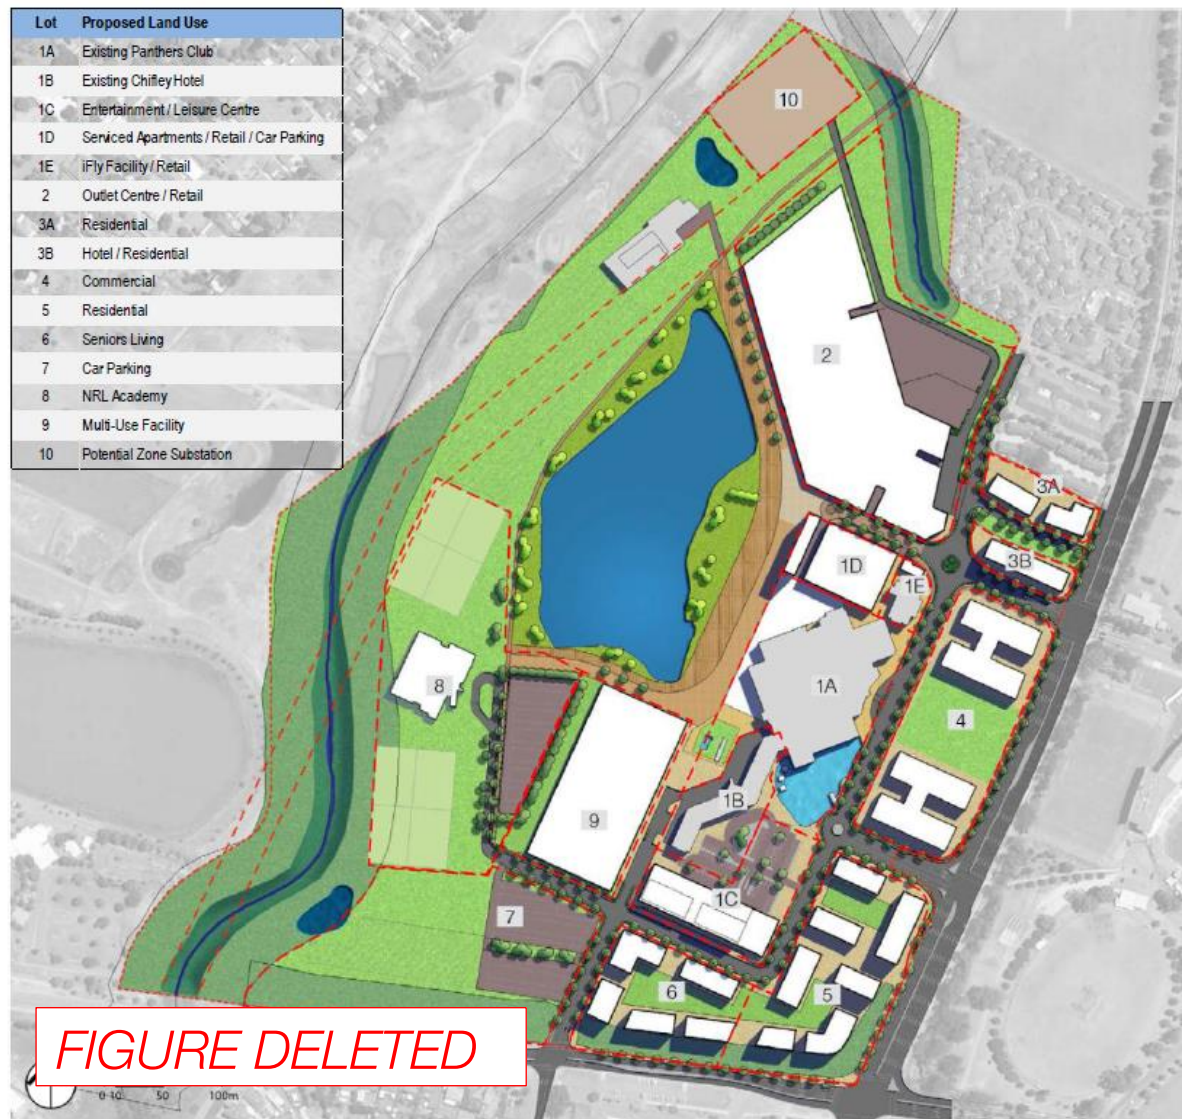 Lot Proposed Land Use
1A Existing Panthers Club
1B Existing Chifley Hotel
1C Entertainment / Leisure Centre
1D Serviced Apartments / Retail / Car Parking
1E iFly Facility / Retail
2 Outlet Centre / Retail
3A Residential
3B Hotel / Residential
4 Commercial
5 Residential
6 Seniors Living
7 Car Parking
8 NRL Academy
9 Multi-Use Facility
10 Potential Zone Substation
10
2
3A
3B
1D
1E
1A
8
4
1B
9
1C
7
6
5
FIGURE DELETED
0 10 50 100m